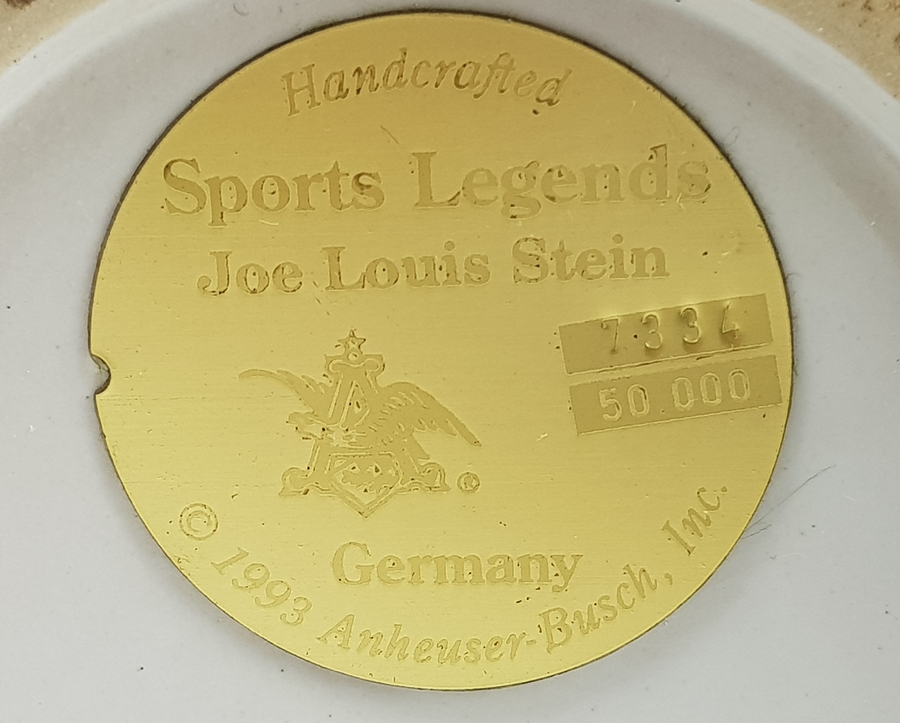 Handcrafted
Sports Legends
Joe Louis Stein
7334
50.000
A
®
Germany
© 1993 Anheuser-Busch, Inc.